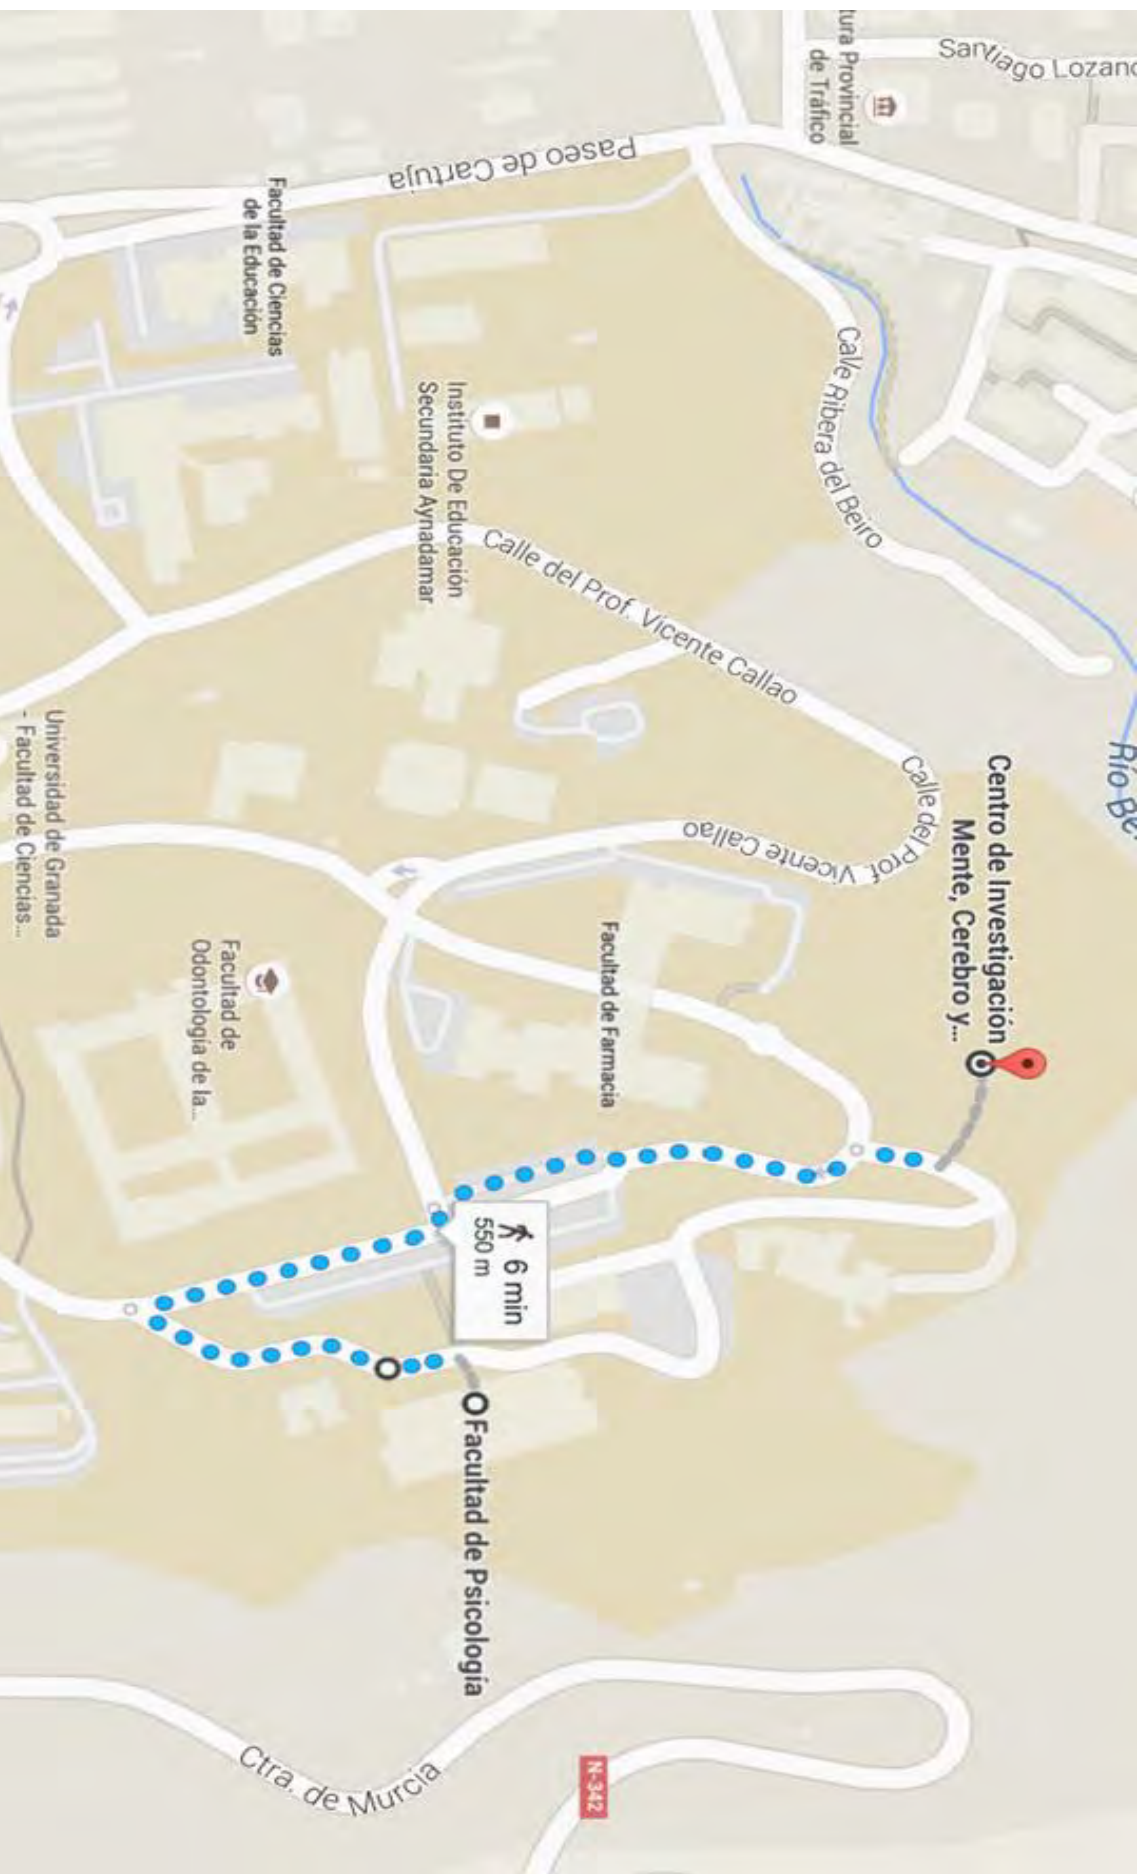 Centro de Investigación
Mente, Cerebro y...
Río Be
Santiago Lozano
tura Provincial
de Tráfico
Calle Ribera del Beiro
Calle del Prof. Vicente Callao
Calle del Prof. Vicente Callao
Paseo de Cartuja
Instituto De Educación
Secundaria Aynadamar
Facultad de Ciencias
de la Educación
Facultad de Farmacia
6 min
550 m
Facultad de Psicología
N-342
Facultad de
Odontología de la...
Ctra. de Murcia
Universidad de Granada
- Facultad de Ciencias...